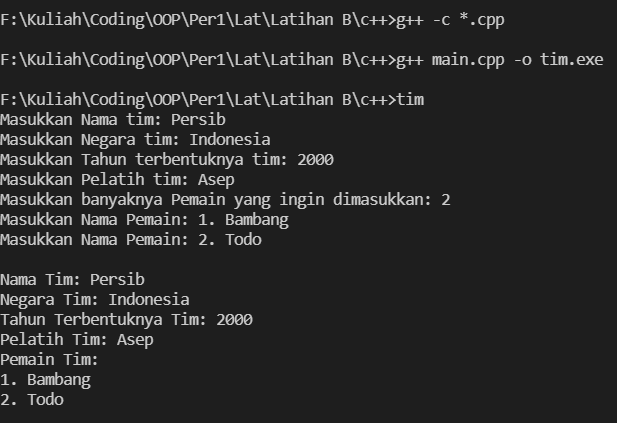 F:\Kuliah\Coding\OOP\Per1\Lat\Latihan B\c++>g++ -c *.cpp
F:\Kuliah\Coding\OOP\Per1\Lat\Latihan B\c++>g++ main.cpp -o tim.exe
F:\Kuliah\Coding\OOP\Per1\Lat\Latihan B\c++>tim
Masukkan Nama tim: Persib
Masukkan Negara tim: Indonesia
Masukkan Tahun terbentuknya tim: 2000
Masukkan Pelatih tim: Asep
Masukkan banyaknya Pemain yang ingin dimasukkan: 2
Masukkan Nama Pemain: 1. Bambang
Masukkan Nama Pemain: 2. Todo
Nama Tim: Persib
Negara Tim: Indonesia
Tahun Terbentuknya Tim: 2000
Pelatih Tim: Asep
Pemain Tim:
1. Bambang
2. Todo